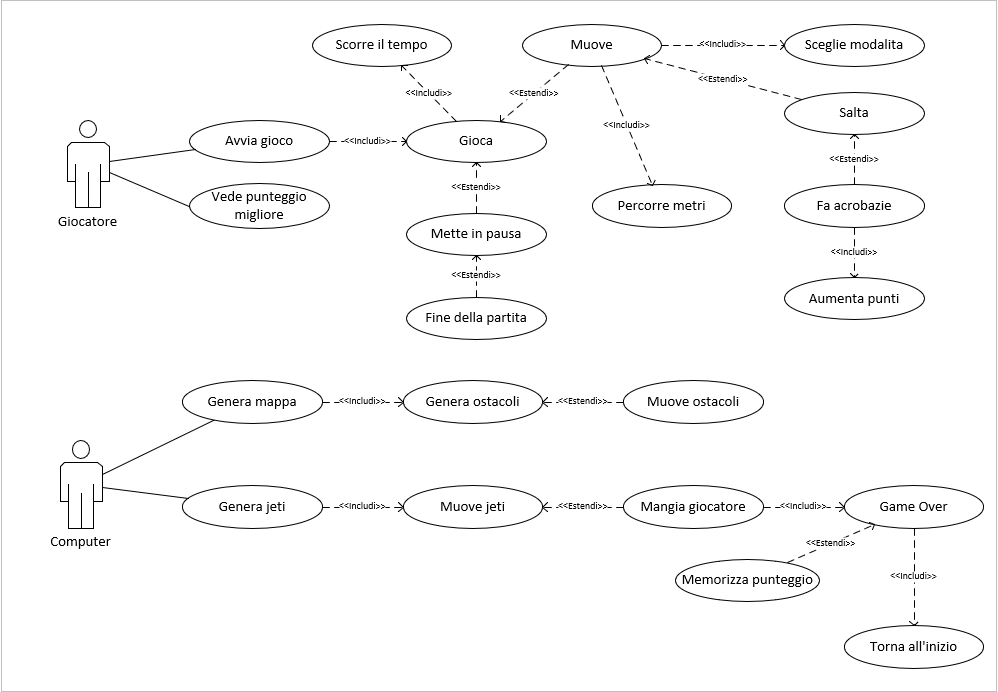 Scorre il tempo
Muove
<<Includi>>
Sceglie modalita
<<Estendi>>
<<Includi>>
<<Estendi>>
Salta
<<Includi>>
Avvia gioco
<<Includi>>
Gioca
<<Estendi>>
Giocatore
Vede punteggio
migliore
<<Estendi>>
Percorre metri
Fa acrobazie
Mette in pausa
<<Includi>>
<<Estendi>>
Aumenta punti
Fine della partita
Genera mappa
<<Includi>>
Genera ostacoli
<<Estendi>>
Muove ostacoli
Genera jeti
<<Includi>>
Muove jeti
<<Estendi>>
Mangia giocatore
<<Includi>>
Game Over
Computer
<<Estendi>>
Memorizza punteggio
<<Includi>>
Torna all'inizio